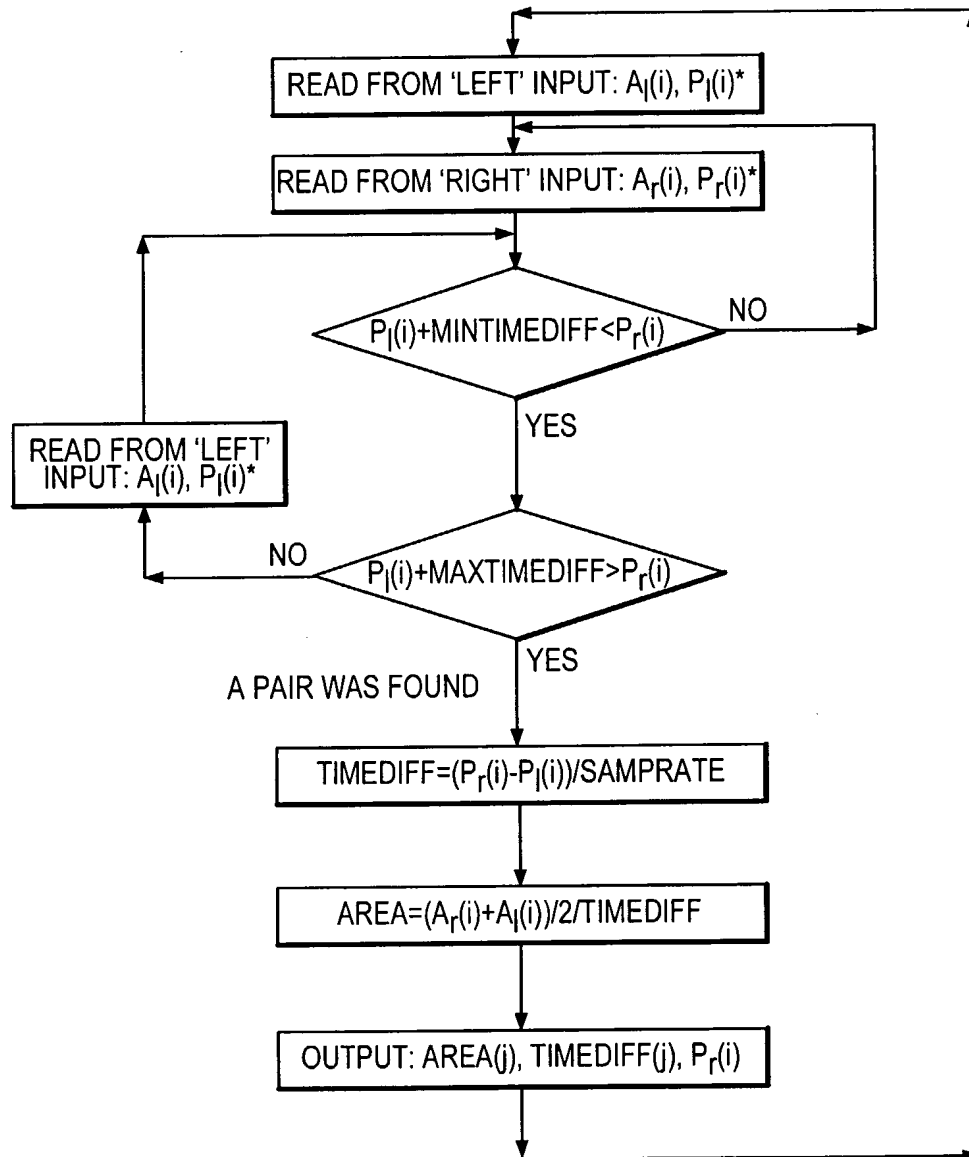 READ FROM ‘LEFT’ INPUT: Al(i), Pl(i)*
READ FROM ‘RIGHT’ INPUT: Ar(i), Pr(i)*
Pl(i)+MINTIMEDIFF<Pr(i)
NO
YES
READ FROM ‘LEFT’
INPUT: Al(i), Pl(i)*
NO
Pl(i)+MAXTIMEDIFF>Pr(i)
YES
A PAIR WAS FOUND
TIMEDIFF=(Pr(i)-Pl(i))/SAMPRATE
AREA=(Ar(i)+Al(i))/2/TIMEDIFF
OUTPUT: AREA(j), TIMEDIFF(j), Pr(i)